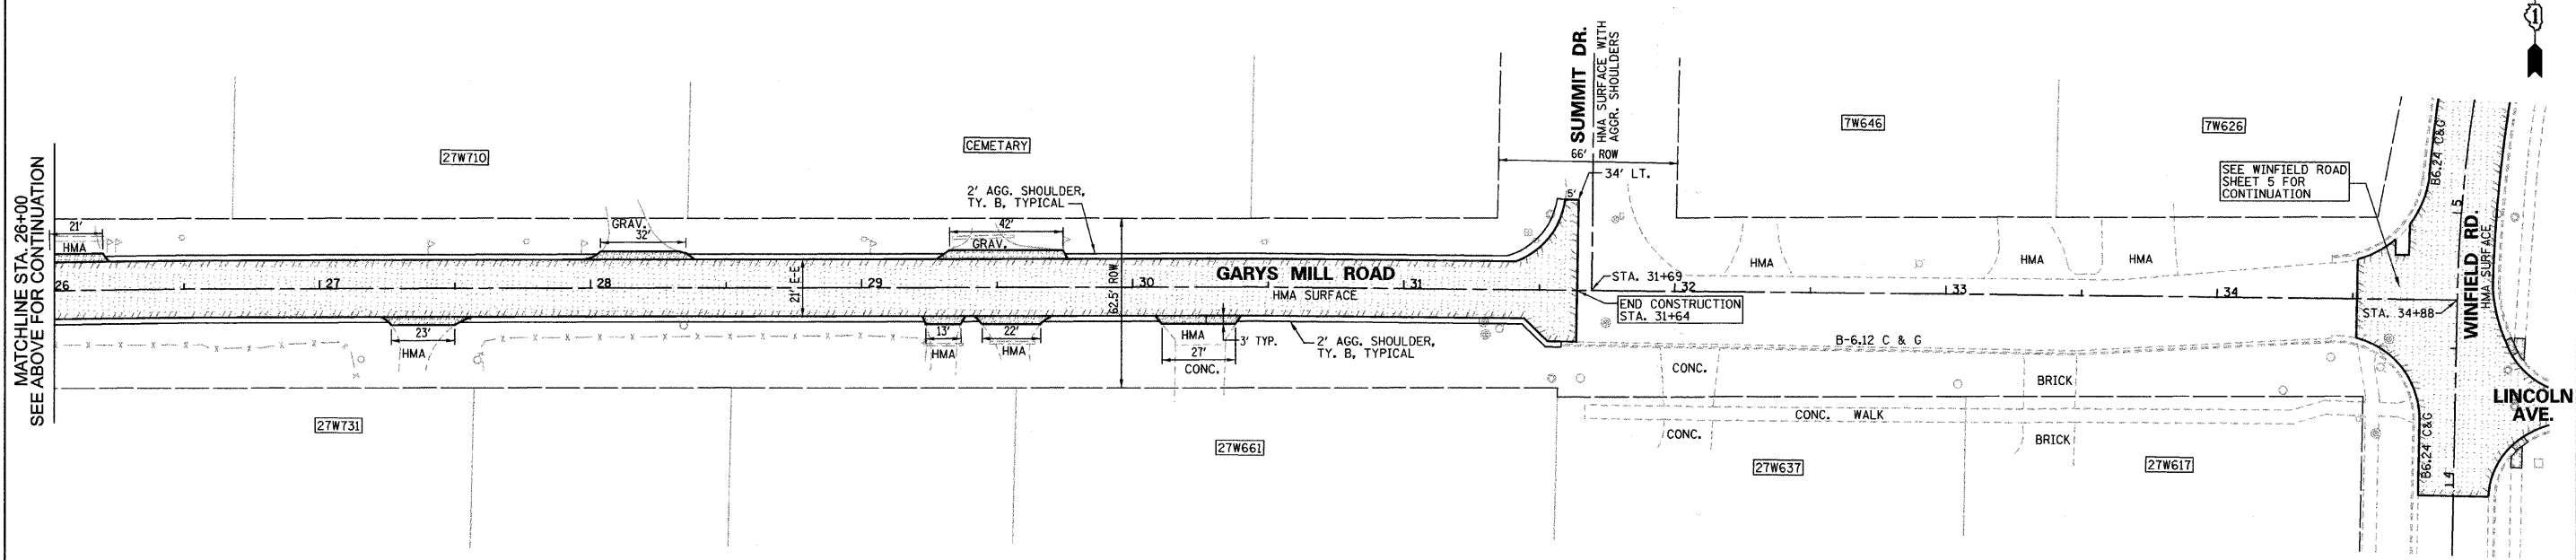 MATCHLINE STA. 26+00
SEE ABOVE FOR CONTINUATION
21'
HMA
27W710
GRAV.
32'
CEMETARY
2' AGG. SHOULDER,
TY. B, TYPICAL
42'
GRAV.
66' ROW
SUMMIT DR.
HMA SURFACE WITH
AGGR. SHOULDERS
34' LT.
5'
7W646
7W626
SEE WINFIELD ROAD
SHEET 5 FOR
CONTINUATION
B6.24 C&G
1
26
27
28
29
30
31
32
33
34
21' E-E
62.5' ROW
GARYS MILL ROAD
HMA SURFACE
STA. 31+69
END CONSTRUCTION
STA. 31+64
HMA
HMA
HMA
STA. 34+88
WINFIELD RD.
HMA SURFACE
5
23'
HMA
13'
HMA
22'
HMA
HMA
27'
CONC.
3' TYP.
2' AGG. SHOULDER,
TY. B, TYPICAL
B-6.12 C & G
CONC.
BRICK
CONC. WALK
CONC.
BRICK
LINCOLN
AVE.
B6.24 C&G
14
27W731
27W661
27W637
27W617